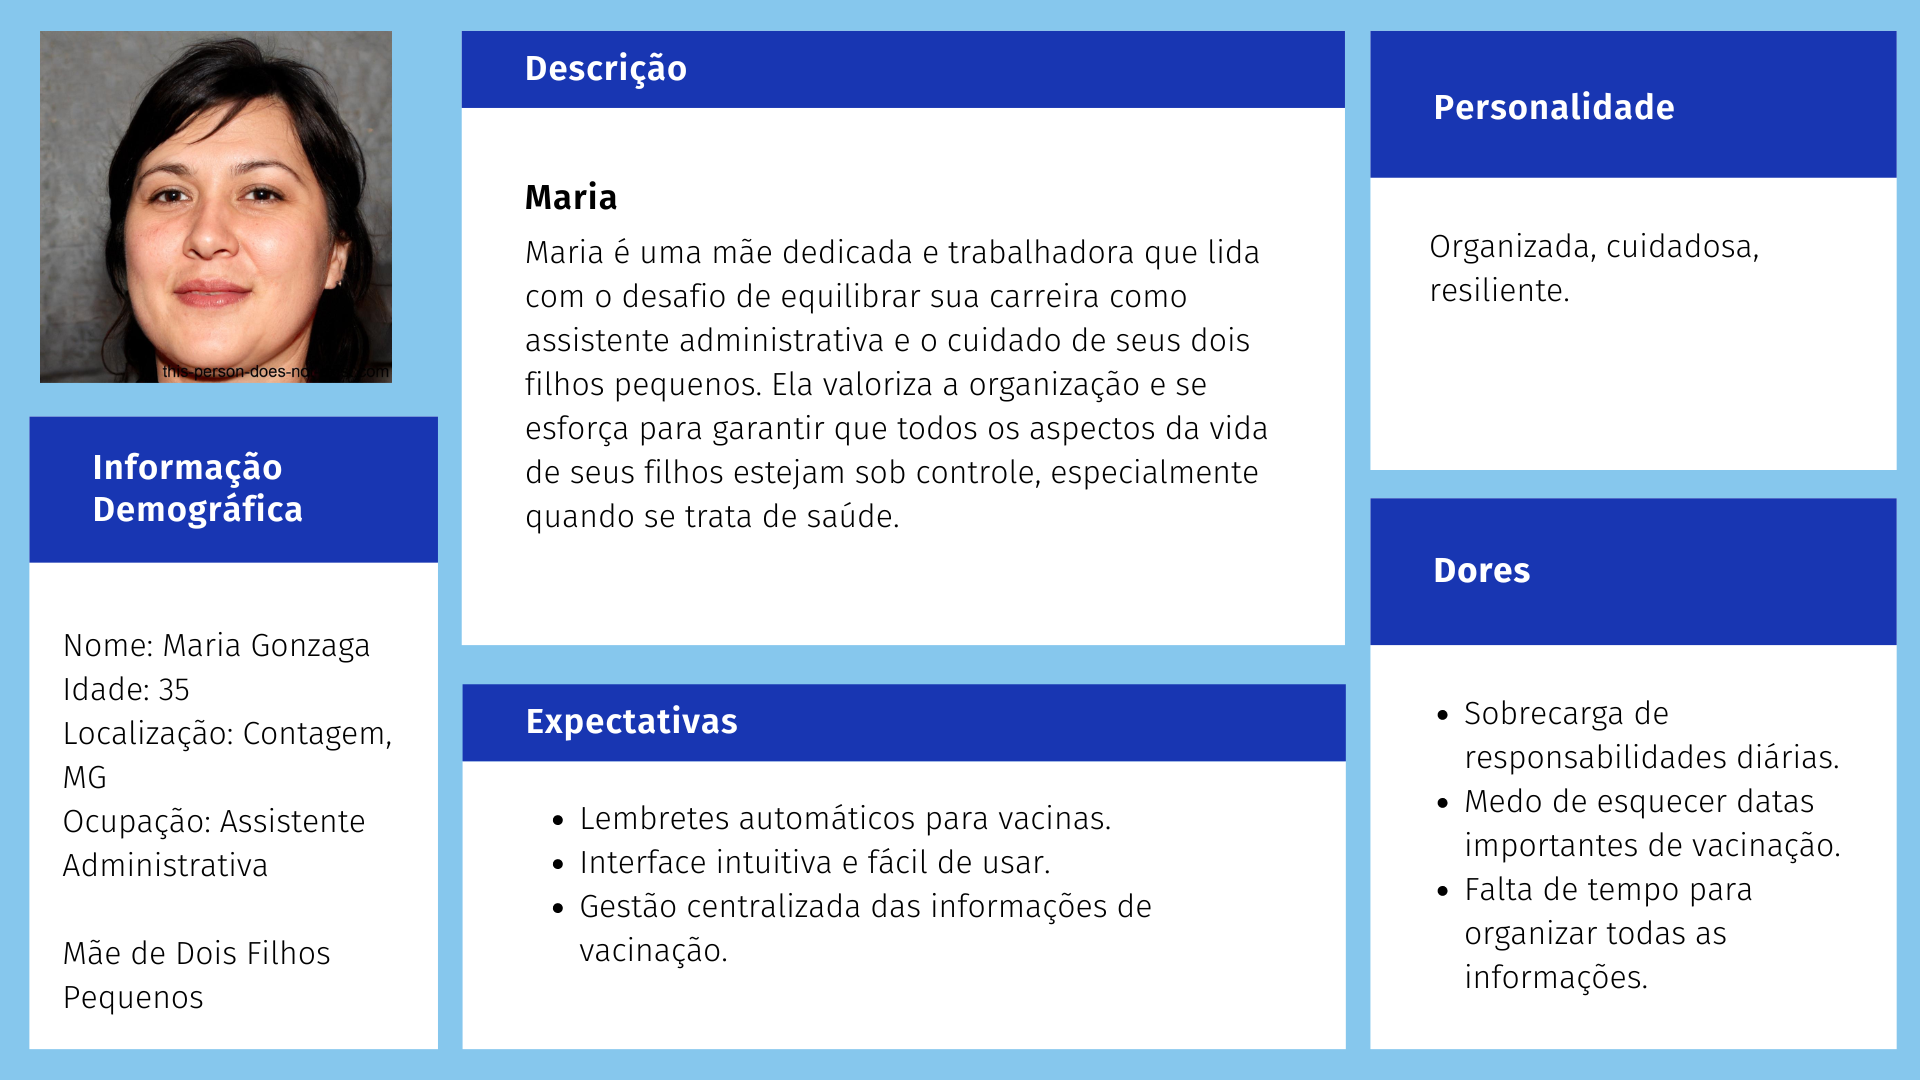 this-person-does-no
Informação
Demográfica
Nome: Maria Gonzaga
Idade: 35
Localização: Contagem,
MG
Ocupação: Assistente
Administrativa
Mãe de Dois Filhos
Pequenos
Descrição
Maria
Maria é uma mãe dedicada e trabalhadora que lida
com o desafio de equilibrar sua carreira como
assistente administrativa e o cuidado de seus dois
filhos pequenos. Ela valoriza a organização e se
esforça para garantir que todos os aspectos da vida
de seus filhos estejam sob controle, especialmente
quando se trata de saúde.
Expectativas
• Lembretes automáticos para vacinas.
• Interface intuitiva e fácil de usar.
• Gestão centralizada das informações de
vacinação.
Personalidade
Organizada, cuidadosa,
resiliente.
Dores
• Sobrecarga de
responsabilidades diárias.
• Medo de esquecer datas
importantes de vacinação.
• Falta de tempo para
organizar todas as
informações.